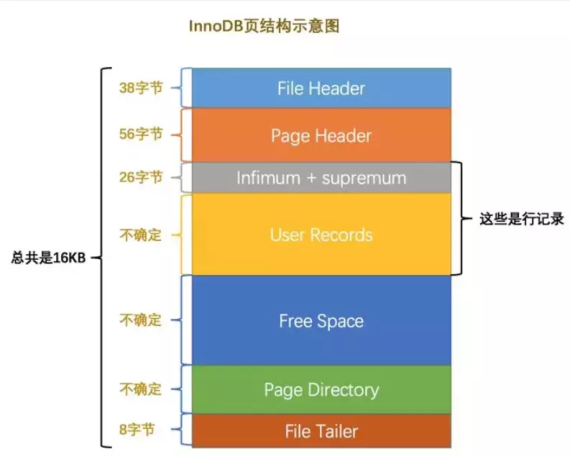 InnoDB页结构示意图
38字节
File Header
56字节
Page Header
26字节
Infimum + supremum
这些是行记录
不确定
User Records
总共是16KB
不确定
Free Space
不确定
Page Directory
8字节
File Tailer